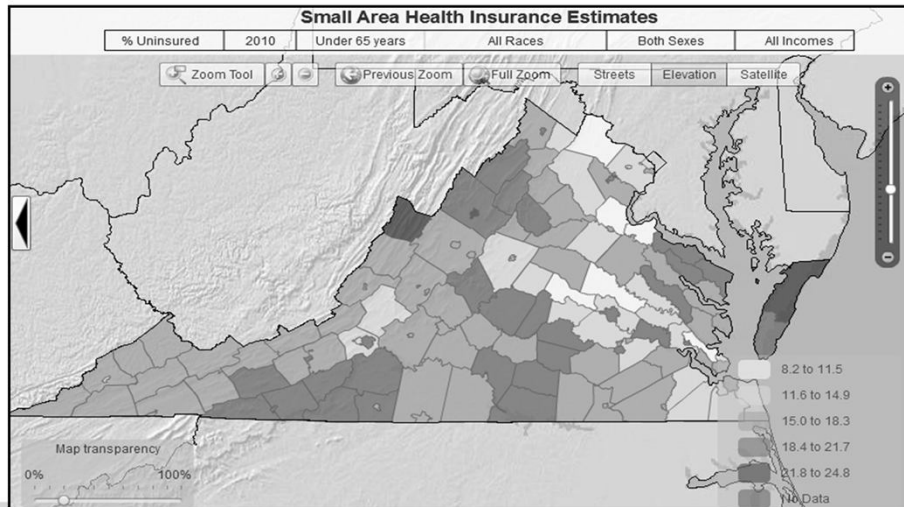 Small Area Health Insurance Estimates
% Uninsured 2010 Under 65 years All Races Both Sexes All Incomes
Zoom Tool Previous Zoom Full Zoom Streets Elevation Satellite
8.2 to 11.5
11.6 to 14.9
15.0 to 18.3
18.4 to 21.7
21.8 to 24.8
No Data
Map transparency
0% 100%